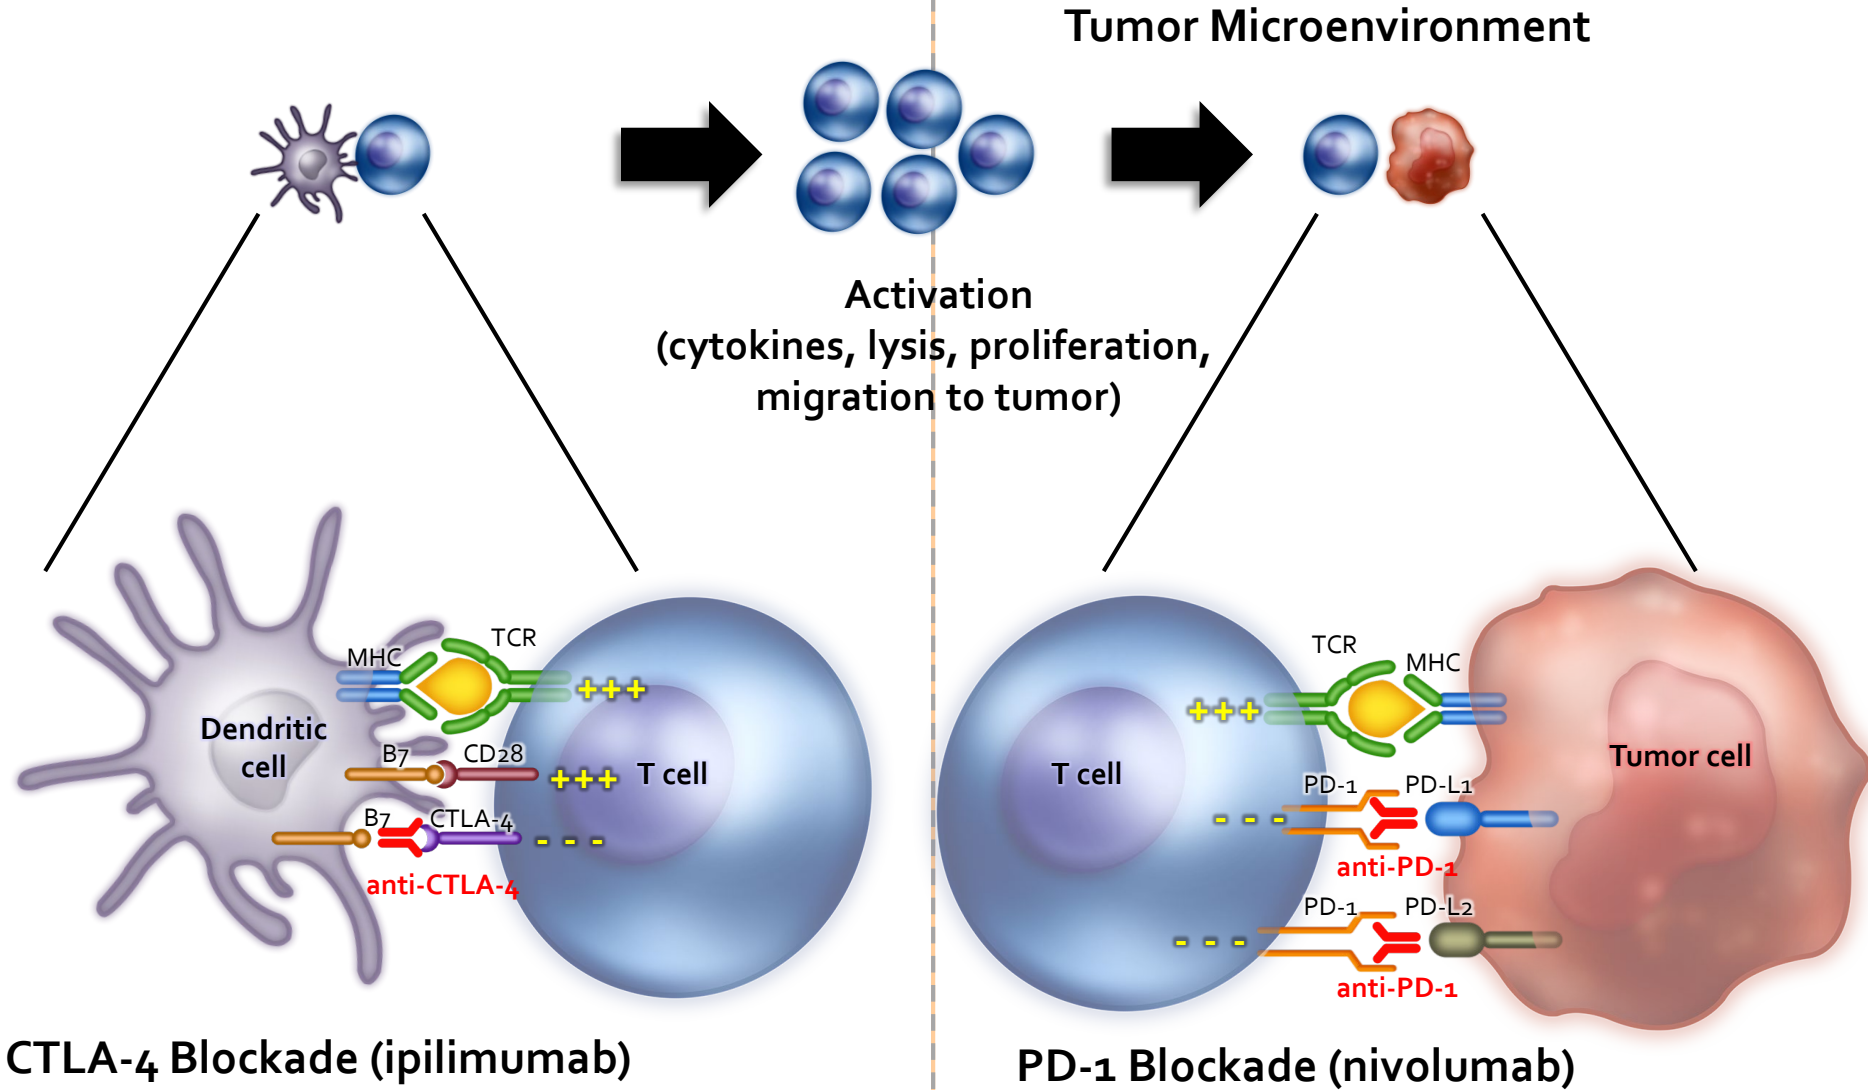 Tumor Microenvironment
Activation
(cytokines, lysis, proliferation,
migration to tumor)
MHC
TCR
+++
Dendritic
cell
B7
CD28
+++
T cell
B7
CTLA-4
- - -
anti-CTLA-4
CTLA-4 Blockade (ipilimumab)
TCR
MHC
+++
T cell
Tumor cell
PD-1
PD-L1
- - -
anti-PD-1
PD-1
PD-L2
- - -
anti-PD-1
PD-1 Blockade (nivolumab)